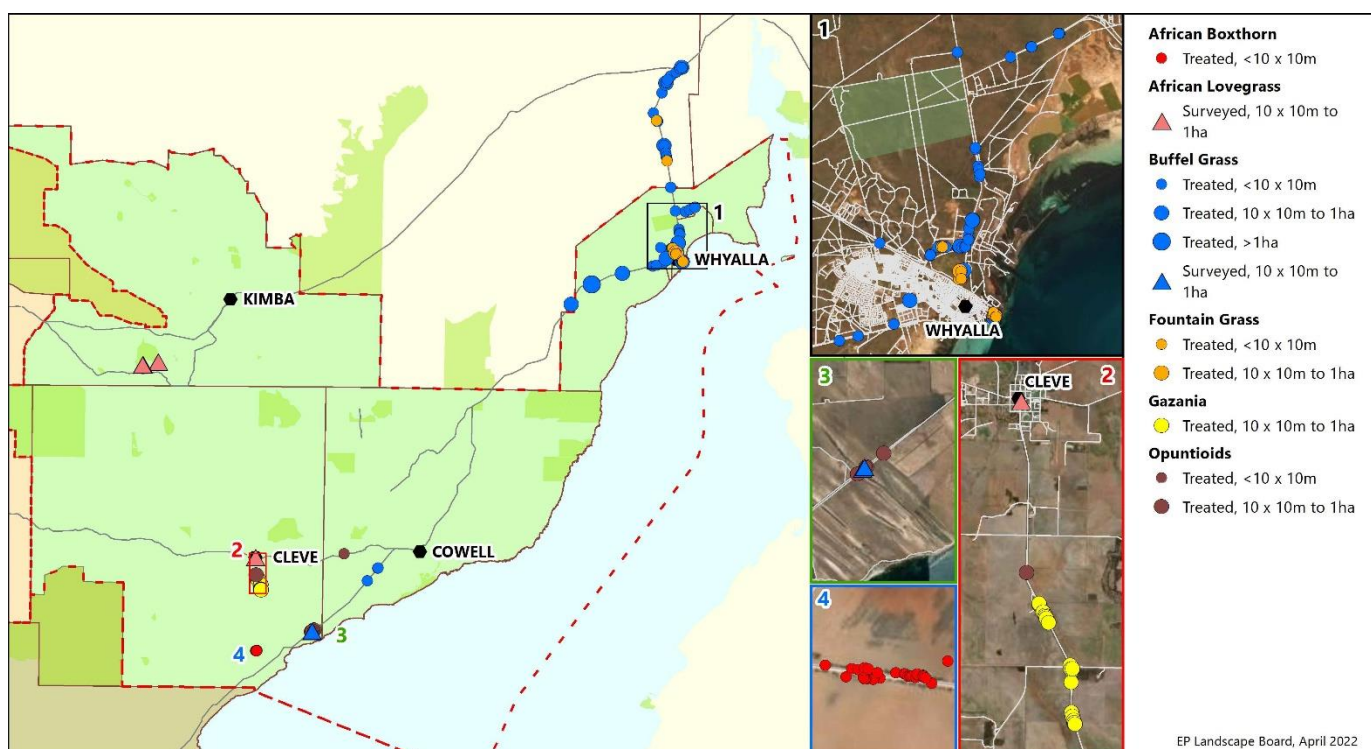 KIMBA
1
WHYALLA
2
CLEVE
COWELL
3
4
1
WHYALLA
3
CLEVE
2
4
African Boxthorn
Treated, <10 x 10m
African Lovegrass
Surveyed, 10 x 10m to
1ha
Buffel Grass
Treated, <10 x 10m
Treated, 10 x 10m to 1ha
Treated, >1ha
Surveyed, 10 x 10m to
1ha
Fountain Grass
Treated, <10 x 10m
Treated, 10 x 10m to 1ha
Gazania
Treated, 10 x 10m to 1ha
Opuntioids
Treated, <10 x 10m
Treated, 10 x 10m to 1ha
EP Landscape Board, April 2022